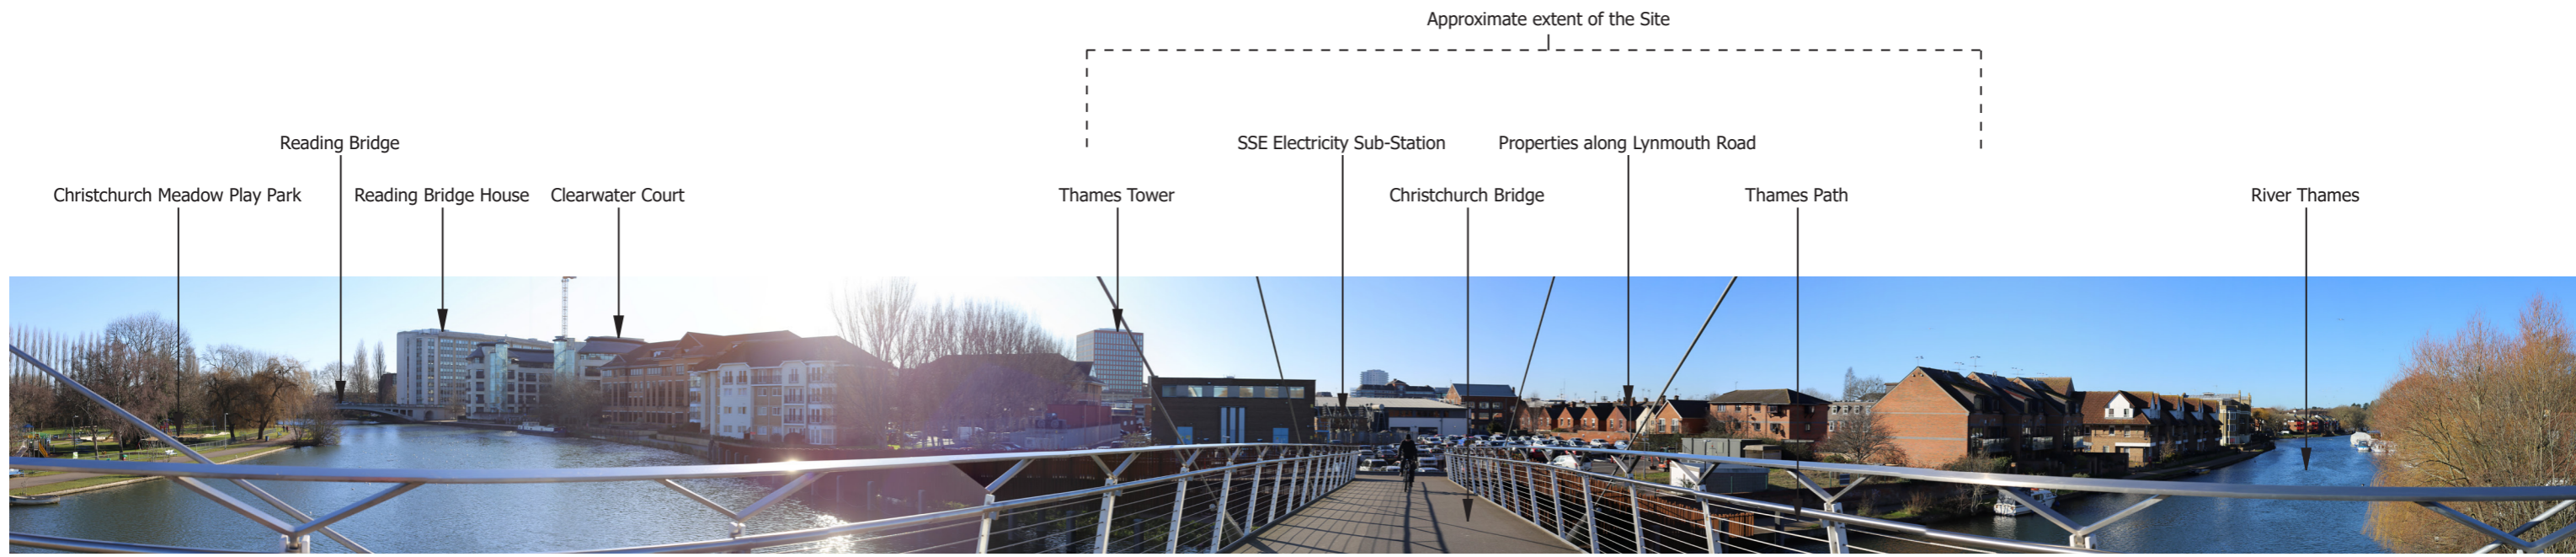 Approximate extent of the Site
Reading Bridge
SSE Electricity Sub-Station
Properties along Lynmouth Road
Christchurch Meadow Play Park
Reading Bridge House
Clearwater Court
Thames Tower
Christchurch Bridge
Thames Path
River Thames